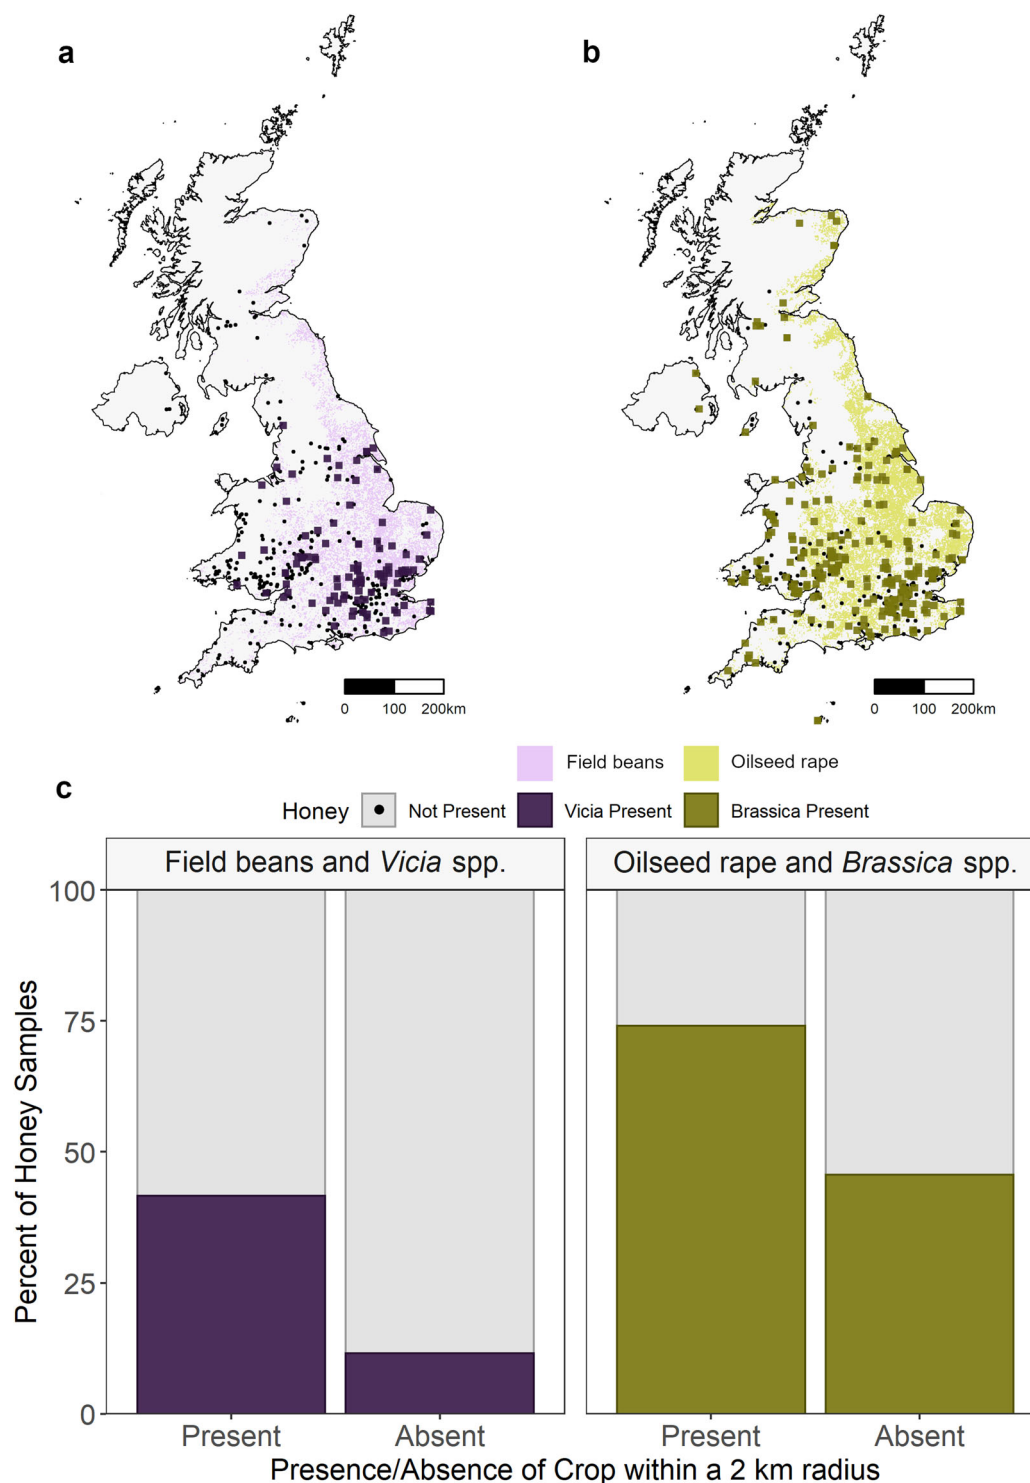 a
b
0 100 200km
0 100 200km
Field beans
Oilseed rape
c
Honey
Not Present
Vicia Present
Brassica Present
Field beans and Vicia spp.
Oilseed rape and Brassica spp.
Percent of Honey Samples
100
75
50
25
0
Present
Absent
Present
Absent
Presence/Absence of Crop within a 2 km radius